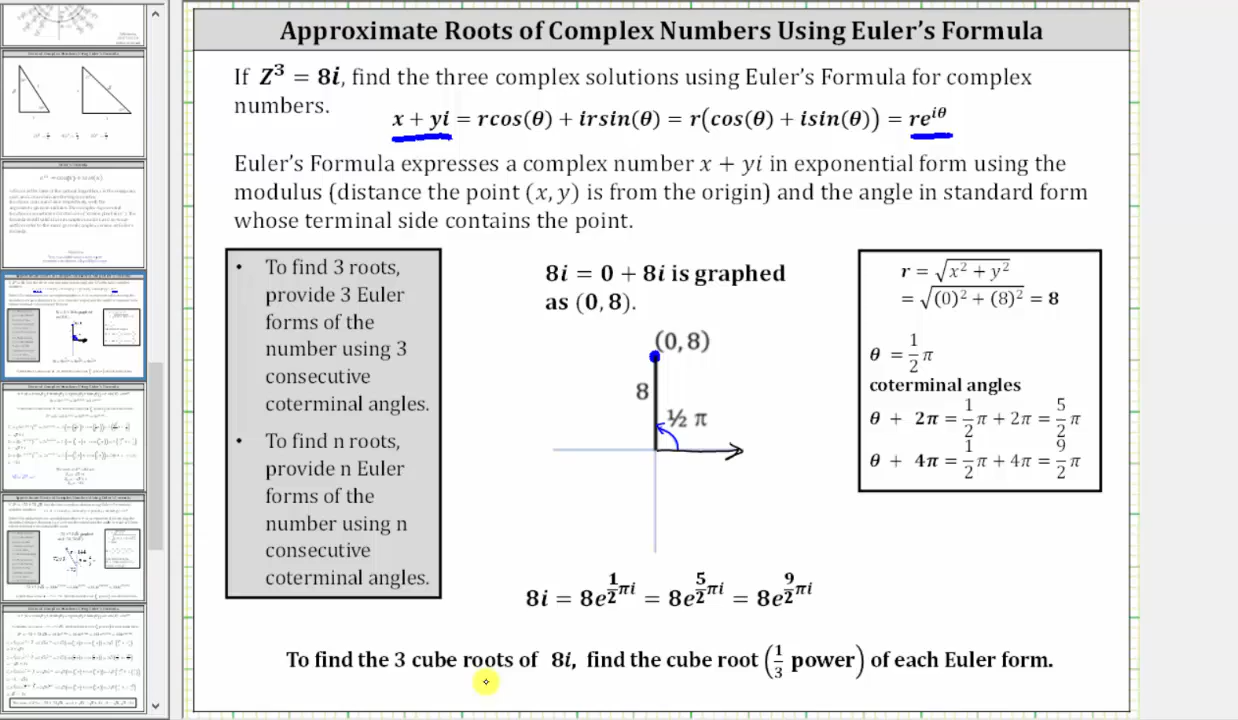 Approximate Roots of Complex Numbers Using Euler's Formula
If Z³ = 8i, find the three complex solutions using Euler's Formula for complex
numbers.
x + yi = rcos(θ) + irsin(θ) = r(cos(θ) + isin(θ)) = re^{iθ}
Euler's Formula expresses a complex number x + yi in exponential form using the
modulus (distance the point (x, y) is from the origin) and the angle in standard form
whose terminal side contains the point.
• To find 3 roots,
provide 3 Euler
forms of the
number using 3
consecutive
coterminal angles.
• To find n roots,
provide n Euler
forms of the
number using n
consecutive
coterminal angles.
8i = 0 + 8i is graphed
as (0, 8).
(0, 8)
8
½ π
r = √(x² + y²)
= √((0)² + (8)²) = 8
θ = 1/2 π
coterminal angles
θ + 2π = 1/2 π + 2π = 5/2 π
θ + 4π = 1/2 π + 4π = 9/2 π
8i = 8e^{1/2 πi} = 8e^{5/2 πi} = 8e^{9/2 πi}
To find the 3 cube roots of 8i, find the cube root (1/3 power) of each Euler form.